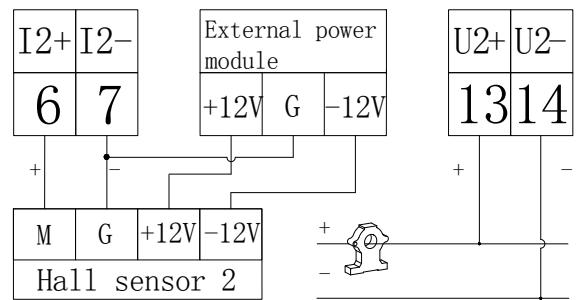 I2+ I2-
6 7
External power
module
+12V G -12V
U2+ U2-
13 14
+ -
+ -
M G +12V -12V
Hall sensor 2
+
-